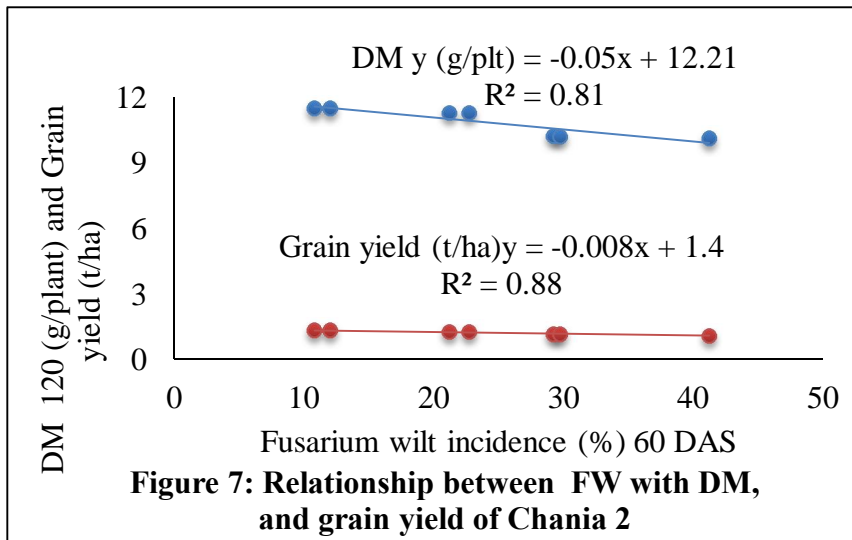 DM y (g/plt) = -0.05x + 12.21
R² = 0.81
12
9
6
3
0
DM 120 (g/plant) and Grain
yield (t/ha)
Grain yield (t/ha)y = -0.008x + 1.4
R² = 0.88
0 10 20 30 40 50
Fusarium wilt incidence (%) 60 DAS
Figure 7: Relationship between FW with DM,
and grain yield of Chania 2